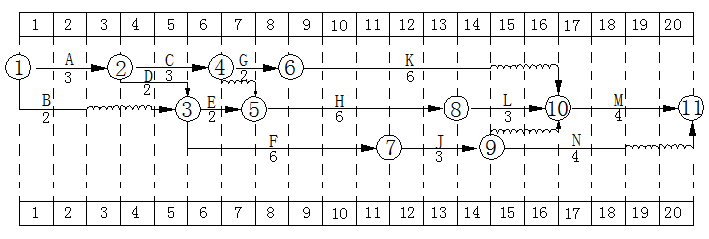 1 2 3 4 5 6 7 8 9 10 11 12 13 14 15 16 17 18 19 20
A C G K
① 3 ② 3 ④ 2 ⑥ 6
D
2
B E H L M
2 ③ 2 ⑤ 6 ⑧ 3 ⑩ 4 ⑪
F J N
6 ⑦ 3 ⑨ 4
1 2 3 4 5 6 7 8 9 10 11 12 13 14 15 16 17 18 19 20